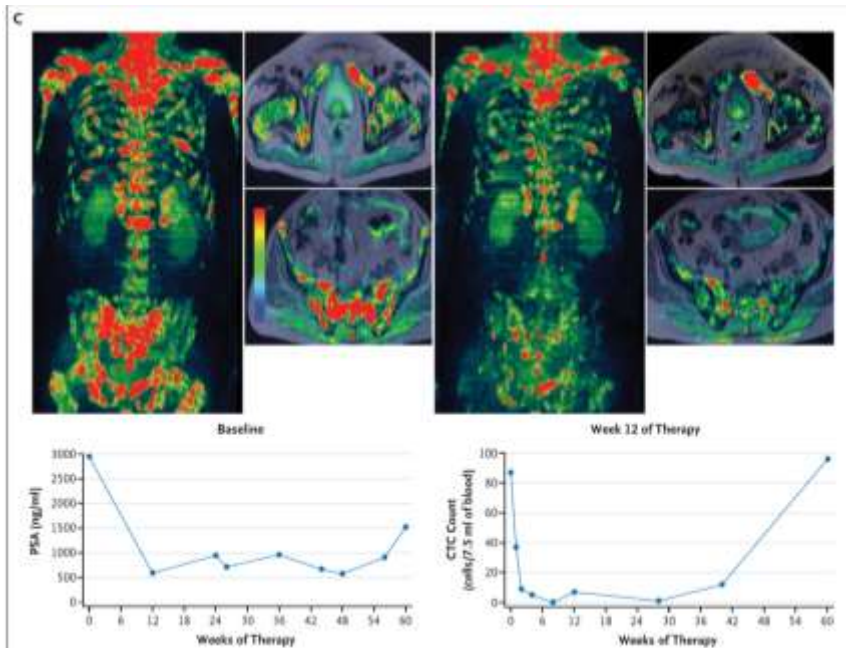 C
Baseline
Week 12 of Therapy
PSA (ng/ml)
3000
2500
2000
1500
1000
500
0
0 6 12 18 24 30 36 42 48 54 60
Weeks of Therapy
CTC Count
(cells/7.5 ml of blood)
100
80
60
40
20
0
0 6 12 18 24 30 36 42 48 54 60
Weeks of Therapy